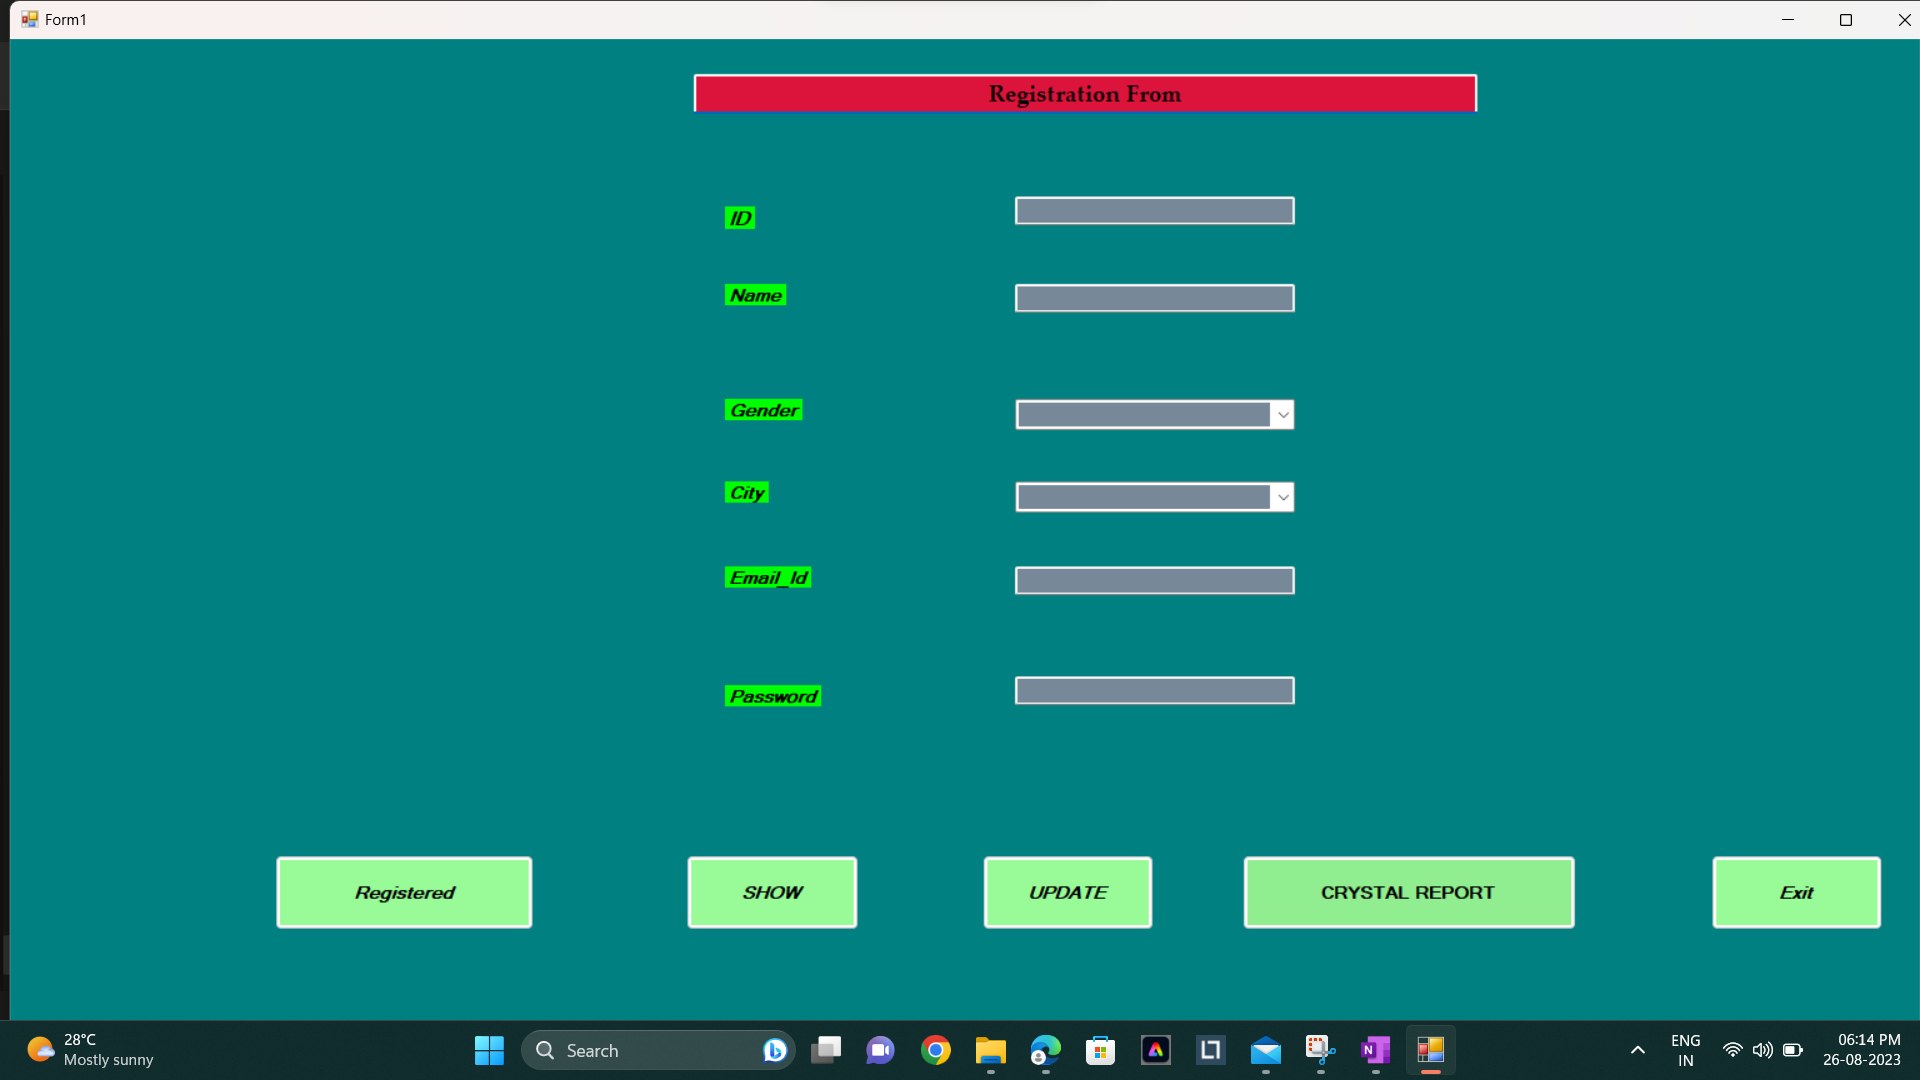 Form1
Registration From
ID
Name
Gender
City
Email_Id
Password
Registered SHOW UPDATE CRYSTAL REPORT Exit
28°C
Mostly sunny
Search
ENG
IN
06:14 PM
26-08-2023